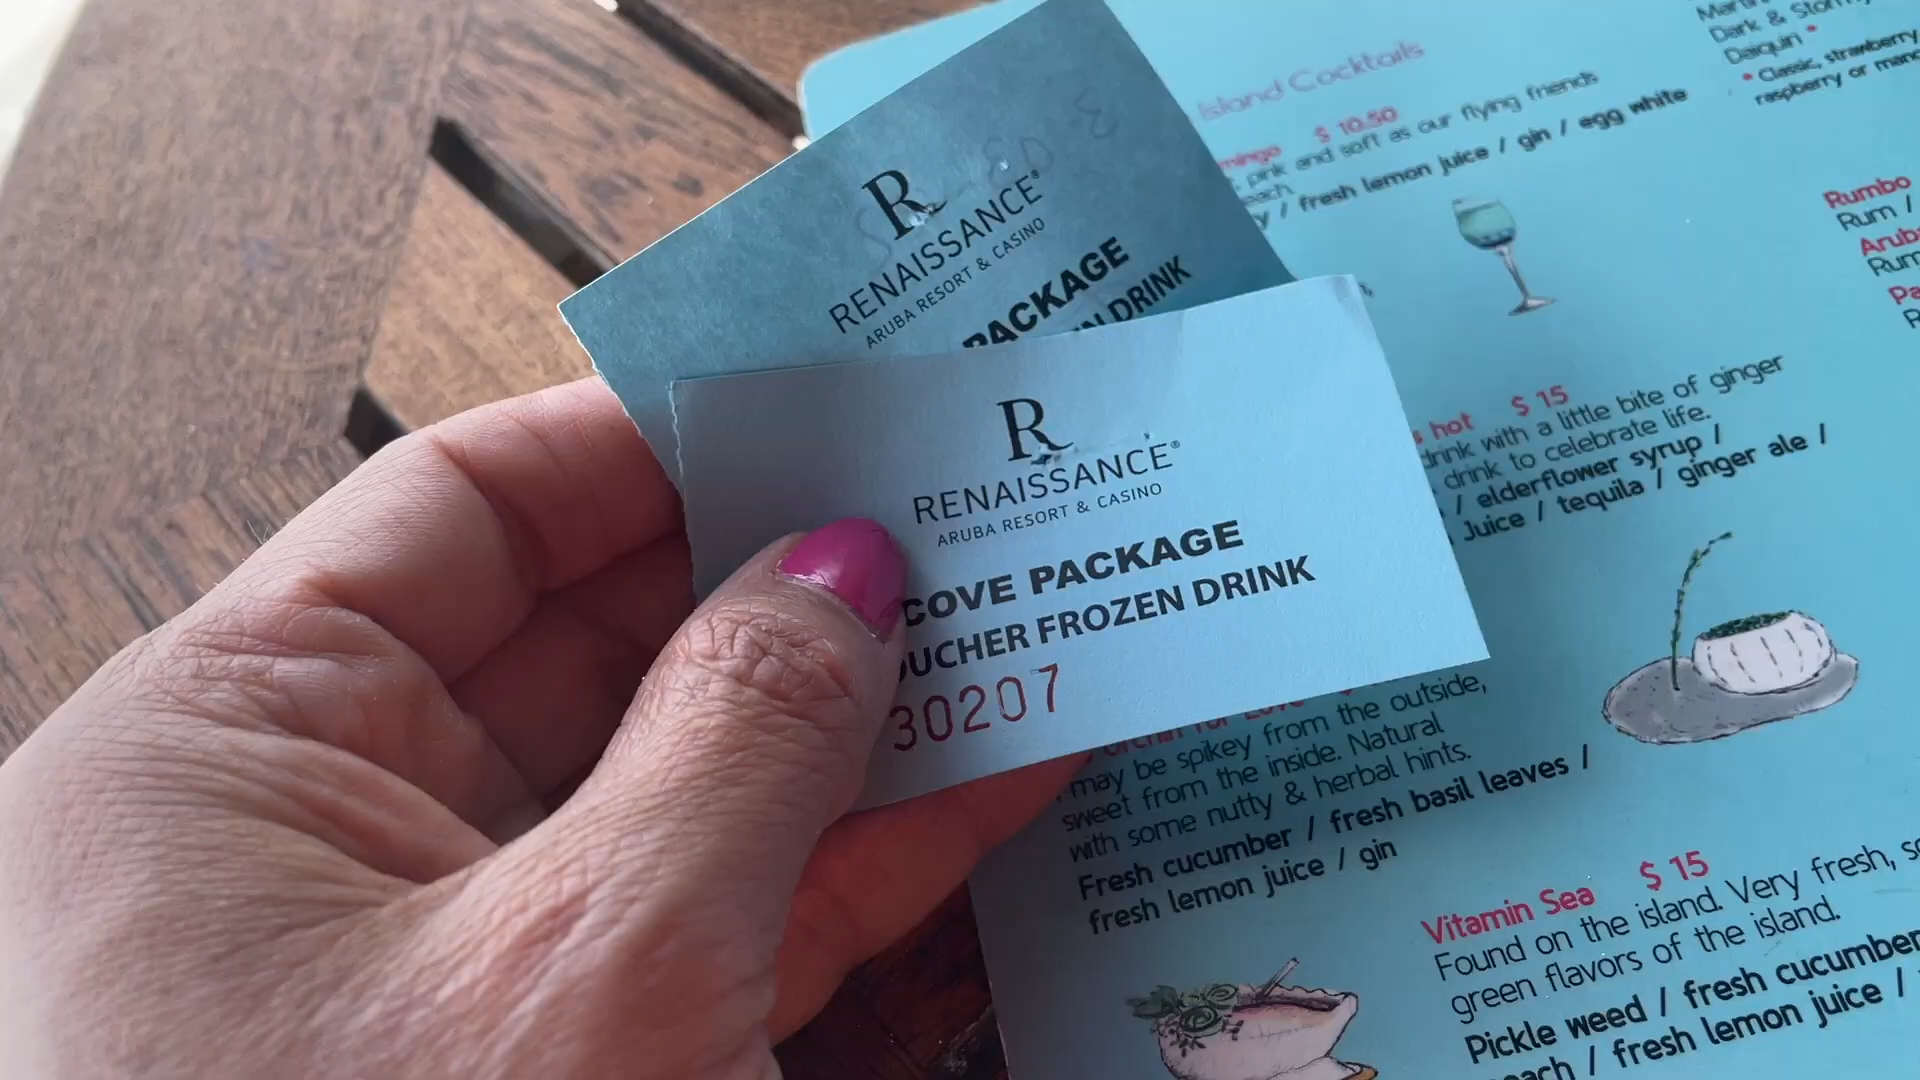 R
RENAISSANCE®
ARUBA RESORT & CASINO
PACKAGE
DRINK
R
RENAISSANCE®
ARUBA RESORT & CASINO
COVE PACKAGE
OUCHER FROZEN DRINK
30207
Island Cocktails
$ 10.50
pink and soft as our flying friends
/ fresh lemon juice / gin / egg white
hot $ 15
drink with a little bite of ginger
drink to celebrate life.
/ elderflower syrup /
Juice / tequila / ginger ale /
may be spikey from the outside,
sweet from the inside. Natural
with some nutty & herbal hints.
Fresh cucumber / fresh basil leaves /
fresh lemon juice / gin
Vitamin Sea $ 15
Found on the island. Very fresh,
green flavors of the island.
Pickle weed / fresh cucumber
/ fresh lemon juice /
Dark &
Daiquiri *
* Classic, strawberry,
raspberry or
Rumbo
Rum /
Rum